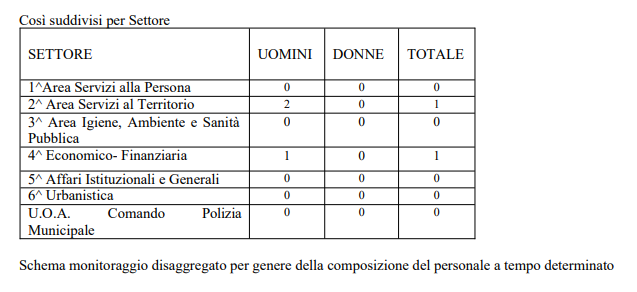 Così suddivisi per Settore
SETTORE UOMINI DONNE TOTALE
1^Area Servizi alla Persona 0 0 0
2^ Area Servizi al Territorio 2 0 1
3^ Area Igiene, Ambiente e Sanità 0 0 0
Pubblica
4^ Economico- Finanziaria 1 0 1
5^ Affari Istituzionali e Generali 0 0 0
6^ Urbanistica 0 0 0
U.O.A. Comando Polizia 0 0 0
Municipale
Schema monitoraggio disaggregato per genere della composizione del personale a tempo determinato